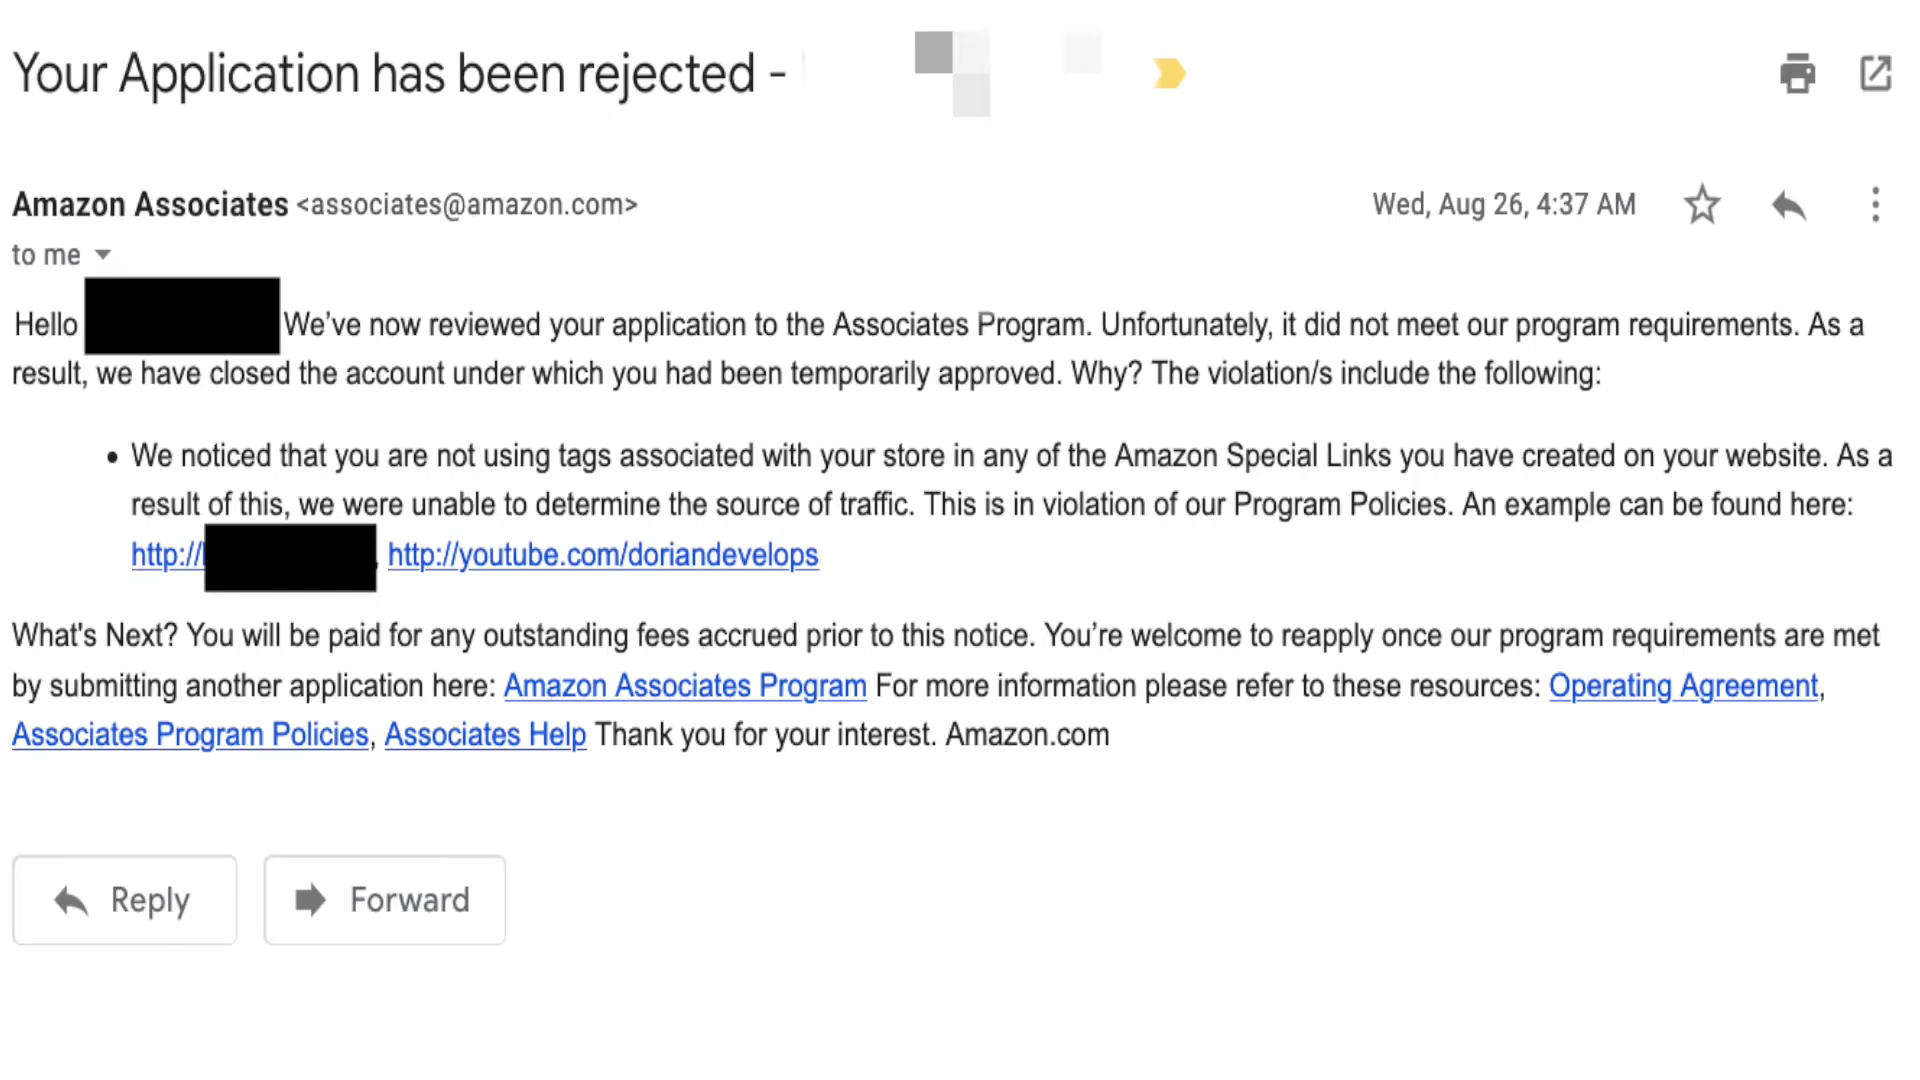 Your Application has been rejected -
Amazon Associates <associates@amazon.com>
Wed, Aug 26, 4:37 AM
to me
Hello We’ve now reviewed your application to the Associates Program. Unfortunately, it did not meet our program requirements. As a
result, we have closed the account under which you had been temporarily approved. Why? The violation/s include the following:
• We noticed that you are not using tags associated with your store in any of the Amazon Special Links you have created on your website. As a
result of this, we were unable to determine the source of traffic. This is in violation of our Program Policies. An example can be found here:
http:// , http://youtube.com/doriandevelops
What's Next? You will be paid for any outstanding fees accrued prior to this notice. You’re welcome to reapply once our program requirements are met
by submitting another application here: Amazon Associates Program For more information please refer to these resources: Operating Agreement,
Associates Program Policies, Associates Help Thank you for your interest. Amazon.com
Reply
Forward